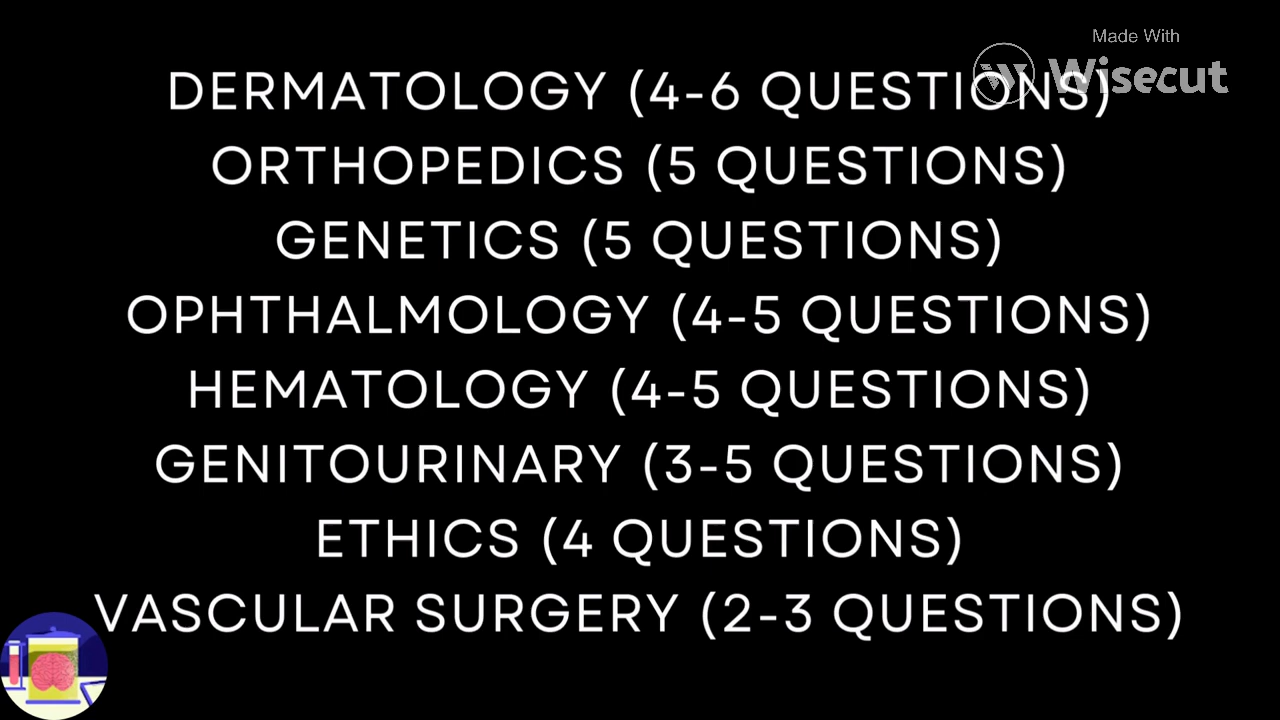 Made With
Wisecut
DERMATOLOGY (4-6 QUESTIONS)
ORTHOPEDICS (5 QUESTIONS)
GENETICS (5 QUESTIONS)
OPHTHALMOLOGY (4-5 QUESTIONS)
HEMATOLOGY (4-5 QUESTIONS)
GENITOURINARY (3-5 QUESTIONS)
ETHICS (4 QUESTIONS)
VASCULAR SURGERY (2-3 QUESTIONS)